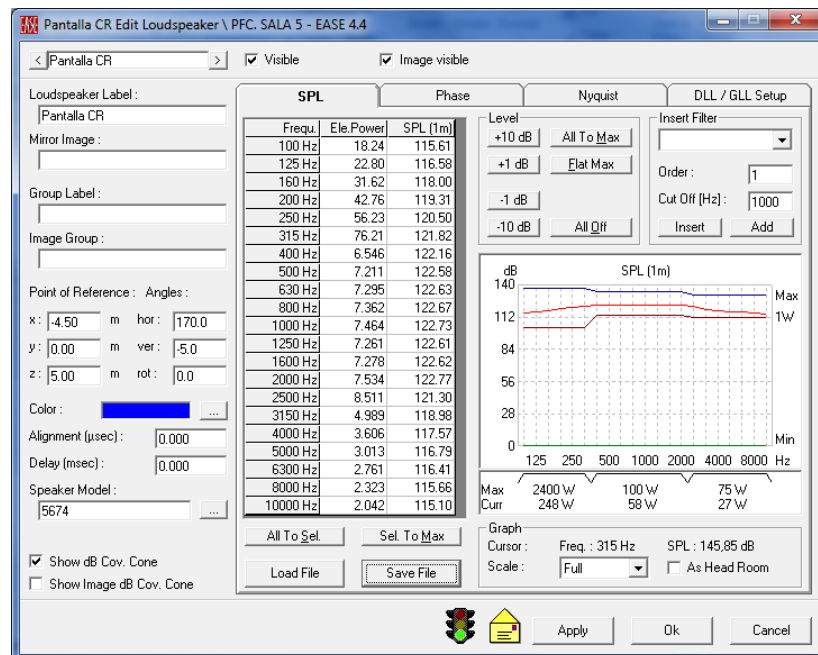 Pantalla CR Edit Loudspeaker \ PFC. SALA 5 - EASE 4.4
< Pantalla CR >
Visible
Image visible
Loudspeaker Label :
Pantalla CR
Mirror Image :
Group Label :
Image Group :
Point of Reference : Angles :
x : -4.50 m hor : 170.0
y : 0.00 m ver : -5.0
z : 5.00 m rot : 0.0
Color : ...
Alignment (µsec) : 0.000
Delay (msec) : 0.000
Speaker Model :
5674 ...
Show dB Cov. Cone
Show Image dB Cov. Cone
SPL Phase Nyquist DLL / GLL Setup
Frequ. Ele.Power SPL (1m)
100 Hz 18.24 115.61
125 Hz 22.80 116.58
160 Hz 31.62 118.00
200 Hz 42.76 119.31
250 Hz 56.23 120.50
315 Hz 76.21 121.82
400 Hz 6.546 122.16
500 Hz 7.211 122.58
630 Hz 7.295 122.63
800 Hz 7.362 122.67
1000 Hz 7.464 122.73
1250 Hz 7.261 122.61
1600 Hz 7.278 122.62
2000 Hz 7.534 122.77
2500 Hz 8.511 121.30
3150 Hz 4.989 118.98
4000 Hz 3.606 117.57
5000 Hz 3.013 116.79
6300 Hz 2.761 116.41
8000 Hz 2.323 115.66
10000 Hz 2.042 115.10
All To Sel. Sel. To Max
Load File Save File
Level
+10 dB All To Max
+1 dB Flat Max
-1 dB
-10 dB All Off
Insert Filter
Order : 1
Cut Off [Hz] : 1000
Insert Add
dB SPL (1m)
140
Max
112 1W
84
56
28
0 Min
125 250 500 1000 2000 4000 8000 Hz
Max 2400 W 100 W 75 W
Curr 248 W 58 W 27 W
Graph
Cursor : Freq. : 315 Hz SPL : 145,85 dB
Scale : Full As Head Room
Apply Ok Cancel